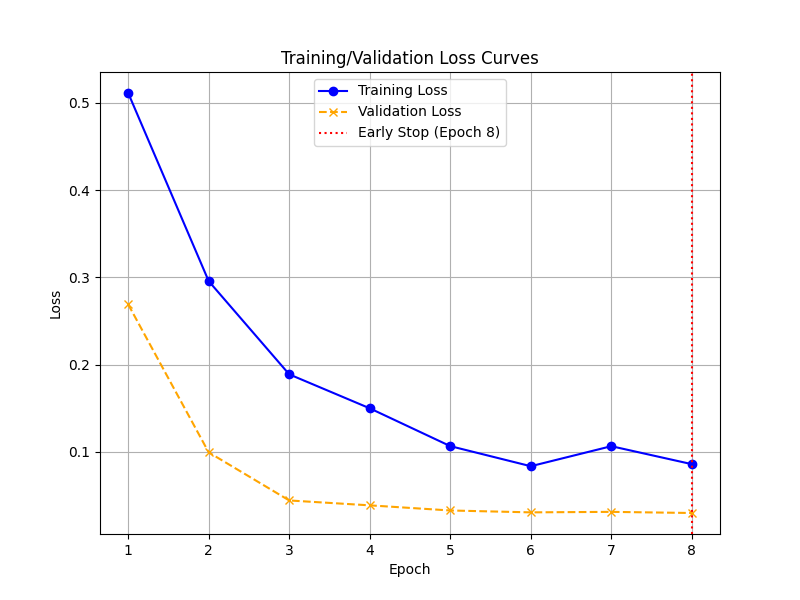 Training/Validation Loss Curves
Training Loss
Validation Loss
Early Stop (Epoch 8)
Loss
0.5
0.4
0.3
0.2
0.1
1 2 3 4 5 6 7 8
Epoch